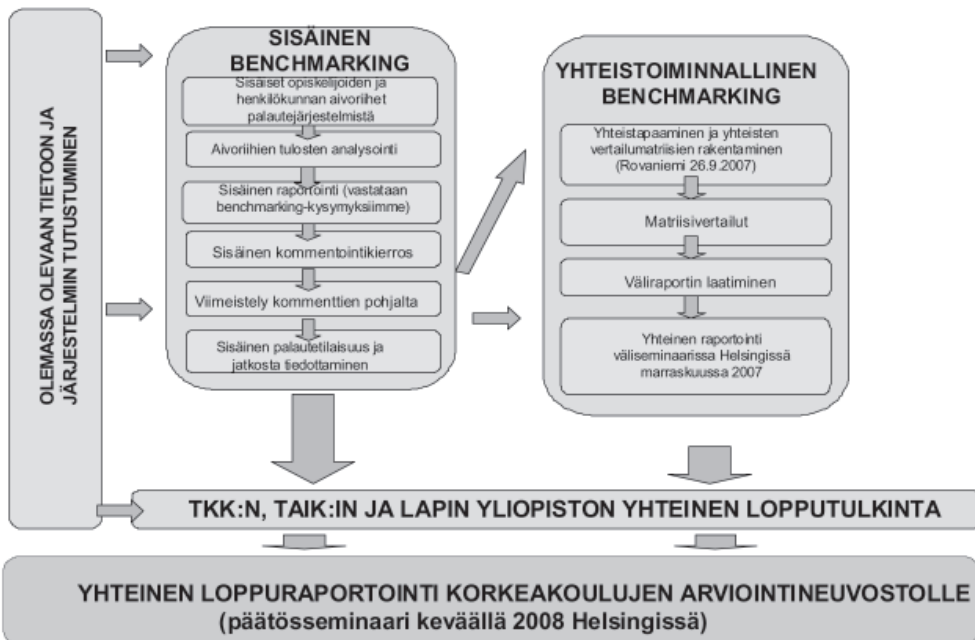 OLEMASSA OLEVAAN TIETOON JA
JÄRJESTELMIN TUTUSTUMINEN
SISÄINEN
BENCHMARKING
Sisäiset opiskelijoiden ja
henkilökunnan aivoriihet
palautejärjestelmistä
Aivoriihien tulosten analysointi
Sisäinen raportointi (vastataan
benchmarking-kysymyksiimme)
Sisäinen kommentointikierros
Viimeistely kommenttien pohjalta
Sisäinen palautetilaisuus ja
jatkosta tiedottaminen
YHTEISTOIMINNALLINEN
BENCHMARKING
Yhteistapaaminen ja yhteisten
vertailumatriisien rakentaminen
(Rovaniemi 26.9.2007)
Matriisivertailut
Väliraportin laatiminen
Yhteinen raportointi
väliseminaarissa Helsingissä
marraskuussa 2007
TKK:N, TAIK:IN JA LAPIN YLIOPISTON YHTEINEN LOPPUTULKINTA
YHTEINEN LOPPURAPORTOINTI KORKEAKOULUJEN ARVIOINTINEUVOSTOLLE
(päätösseminaari keväällä 2008 Helsingissä)